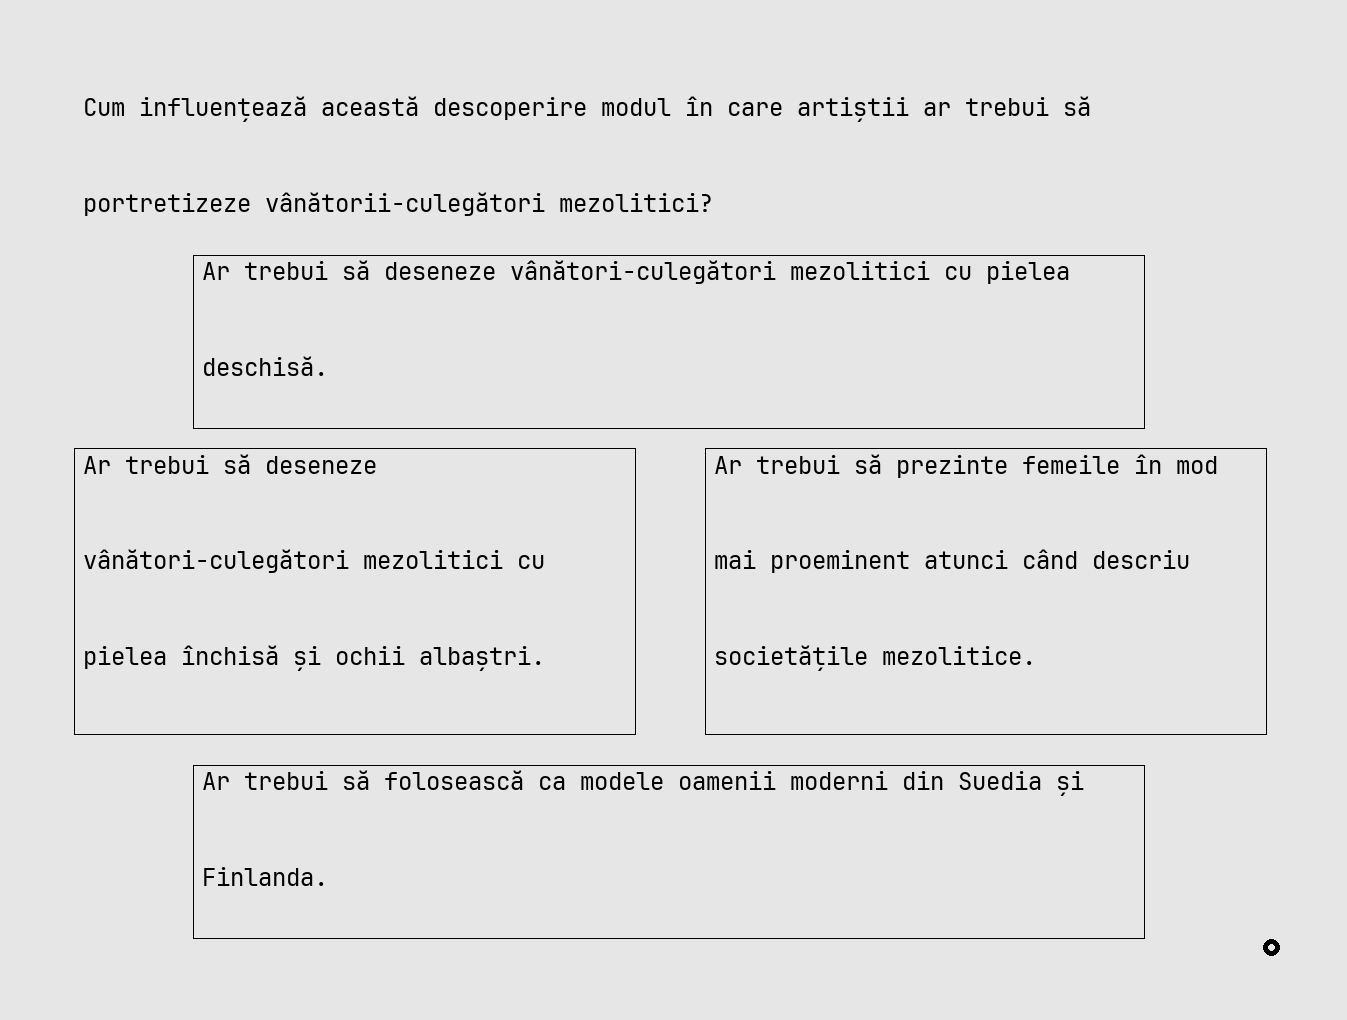 Cum influențează această descoperire modul în care artiștii ar trebui să
portretizeze vânătorii-culegători mezolitici?
Ar trebui să deseneze vânători-culegători mezolitici cu pielea
deschisă.
Ar trebui să deseneze
vânători-culegători mezolitici cu
pielea închisă și ochii albaștri.
Ar trebui să prezinte femeile în mod
mai proeminent atunci când descriu
societățile mezolitice.
Ar trebui să folosească ca modele oamenii moderni din Suedia și
Finlanda.